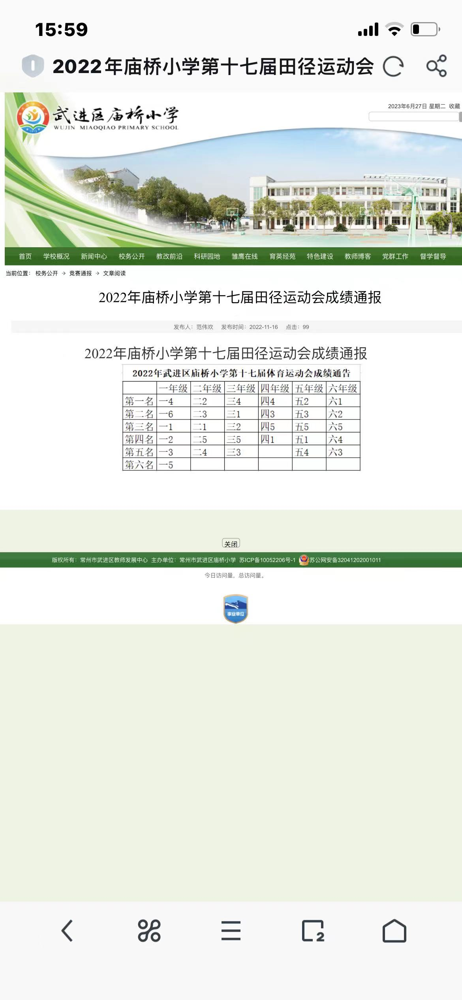 15:59
2022年庙桥小学第十七届田径运动会
武进区庙桥小学
WUJIN MIAOQIAO PRIMARY SCHOOL
1913
2023年6月27日 星期二 收藏
首页 学校概况 新闻中心 校务公开 教改前沿 科研园地 雏鹰在线 育英经苑 特色建设 教师博客 党群工作 督学督导
当前位置： 校务公开 → 竞赛通报 → 文章阅读
2022年庙桥小学第十七届田径运动会成绩通报
发布人：范伟欢 发布时间：2022-11-16 点击：99
2022年庙桥小学第十七届田径运动会成绩通报
2022年武进区庙桥小学第十七届体育运动会成绩通告
一年级 二年级 三年级 四年级 五年级 六年级
第一名 一4 二2 三4 四4 五2 六1
第二名 一6 二3 三1 四3 五3 六2
第三名 一1 二1 三2 四5 五5 六5
第四名 一2 二5 三5 四1 五1 六4
第五名 一3 二4 三3 五4 六3
第六名 一5
关闭
版权所有：常州市武进区教师发展中心 主办单位：常州市武进区庙桥小学 苏ICP备10052206号-1 苏公网安备32041202001011
今日访问量，总访问量。
事业单位
2